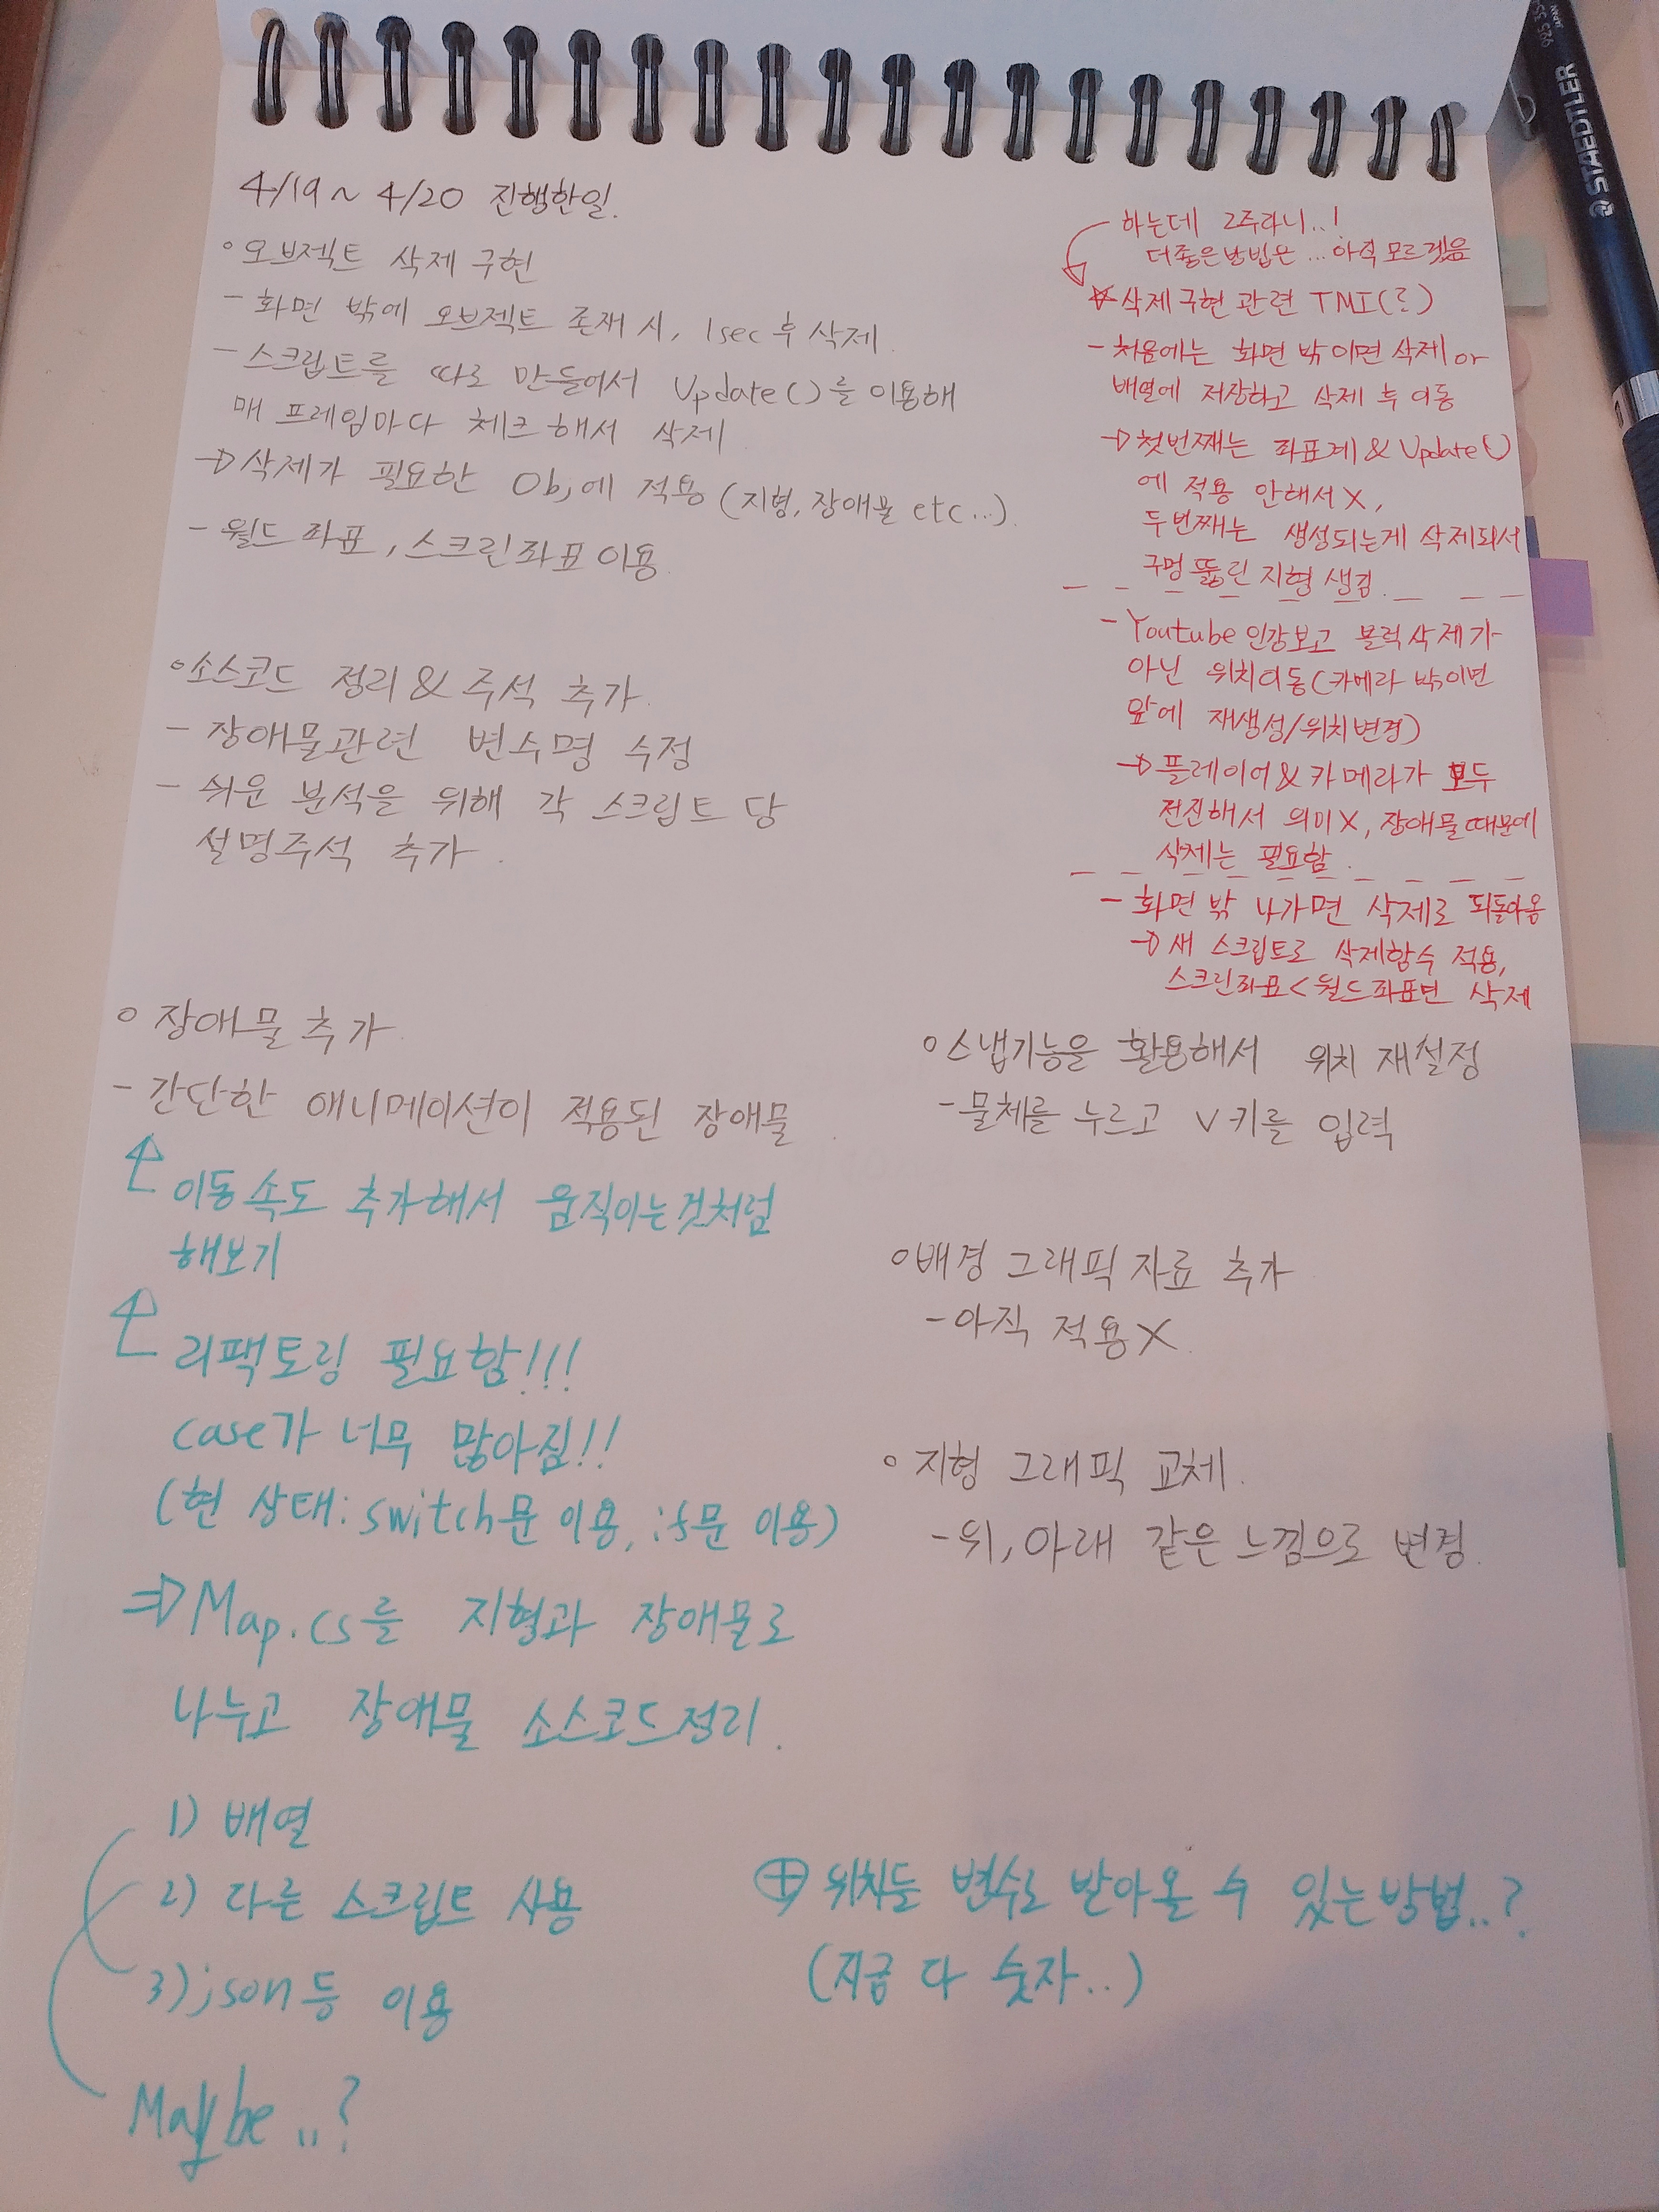 4/19 ~ 4/20 진행한일.
◦오브젝트 삭제 구현
- 화면 밖에 오브젝트 존재 시, 1sec 후 삭제
- 스크립트를 따로 만들어서 Update()를 이용해
매 프레임마다 체크해서 삭제
→ 삭제가 필요한 Obj에 적용 (지형, 장애물 etc...).
- 월드 좌표, 스크린좌표 이용
◦소스코드 정리 & 주석 추가
- 장애물관련 변수명 수정
- 쉬운 분석을 위해 각 스크립트 당
설명주석 추가.
◦장애물 추가
- 간단한 애니메이션이 적용된 장애물.
이동 속도 추가해서 움직이는것처럼
해보기
리팩토링 필요함!!!
case가 너무 많아짐!!
(현 상태: switch문 이용, if문 이용)
⇒ Map.cs를 지형과 장애물로
나누고 장애물 소스코드정리.
1) 배열
2) 다른 스크립트 사용
3) json등 이용
Maybe..?
하는데 2주라니..!
더좋은방법은...아직모르겠음
☆삭제구현 관련 TMI(?)
- 처음에는 화면 밖이면 삭제 or
배열에 저장하고 삭제 후 이동
→ 첫번째는 좌표계 & Update()
에 적용 안해서 X,
두번째는 생성되는게 삭제되서
구멍 뚫린 지형 생김.
- Youtube 인강보고 블럭삭제가
아닌 위치이동(카메라 밖이면
앞에 재생성/위치변경)
→ 플레이어&카메라가 모두
전진해서 의미X, 장애물때문에
삭제는 필요함.
- 화면 밖 나가면 삭제로 되돌아옴
→ 새 스크립트로 삭제함수 적용,
스크린좌표<월드좌표면 삭제
◦스냅기능을 활용해서 위치 재설정
- 물체를 누르고 V키를 입력
◦배경 그래픽 자료 추가
- 아직 적용X.
◦지형 그래픽 교체.
- 위, 아래 같은 느낌으로 변경.
⊕ 위치들 변수로 받아올 수 있는방법..?
(지금 다 숫자..)
STAEDTLER
925 35
JAPAN